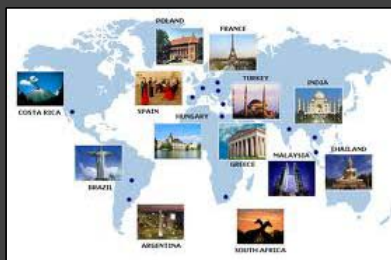 POLAND
FRANCE
COSTA RICA
SPAIN
TURKEY
INDIA
HUNGARY
GREECE
MALAYSIA
THAILAND
BRAZIL
ARGENTINA
SOUTH AFRICA